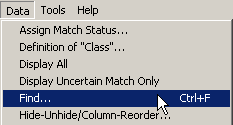 Data Tools Help
Assign Match Status...
Definition of "Class"...
Display All
Display Uncertain Match Only
Find... Ctrl+F
Hide-Unhide/Column-Reorder...